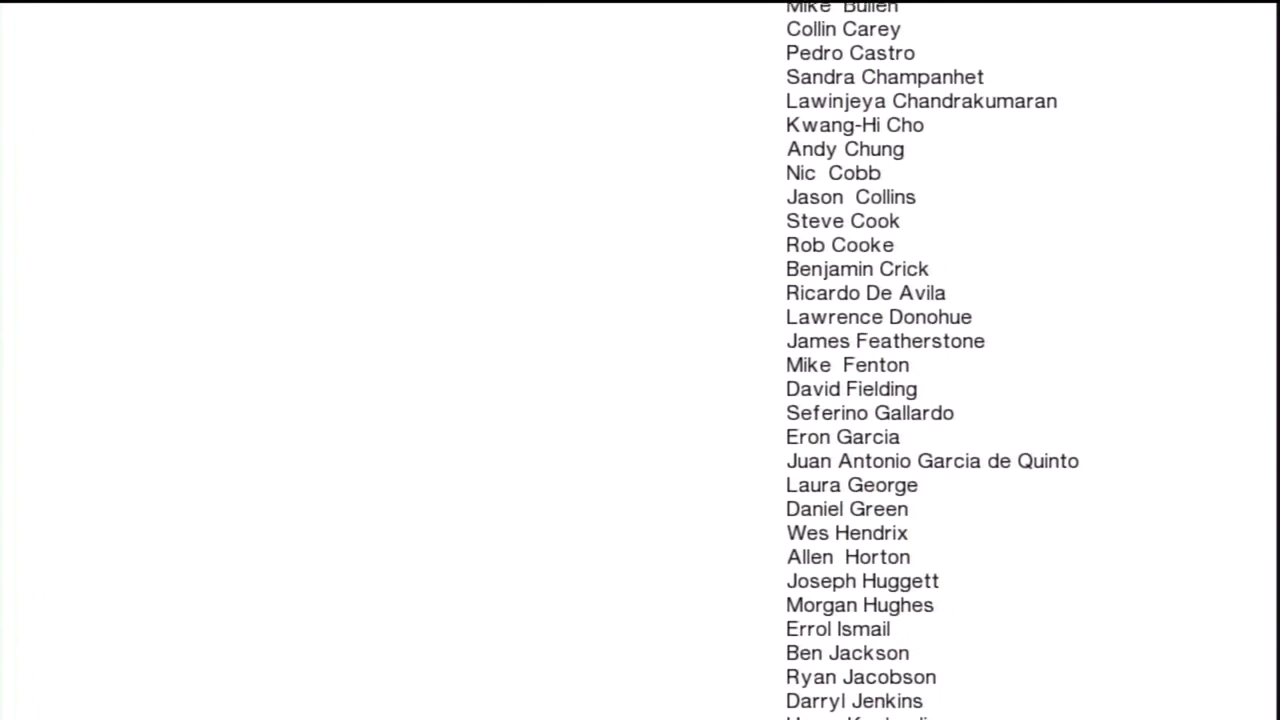 Mike  Bullen
Collin Carey
Pedro Castro
Sandra Champanhet
Lawinjeya Chandrakumaran
Kwang-Hi Cho
Andy Chung
Nic  Cobb
Jason  Collins
Steve Cook
Rob Cooke
Benjamin Crick
Ricardo De Avila
Lawrence Donohue
James Featherstone
Mike  Fenton
David Fielding
Seferino Gallardo
Eron Garcia
Juan Antonio Garcia de Quinto
Laura George
Daniel Green
Wes Hendrix
Allen  Horton
Joseph Huggett
Morgan Hughes
Errol Ismail
Ben Jackson
Ryan Jacobson
Darryl Jenkins